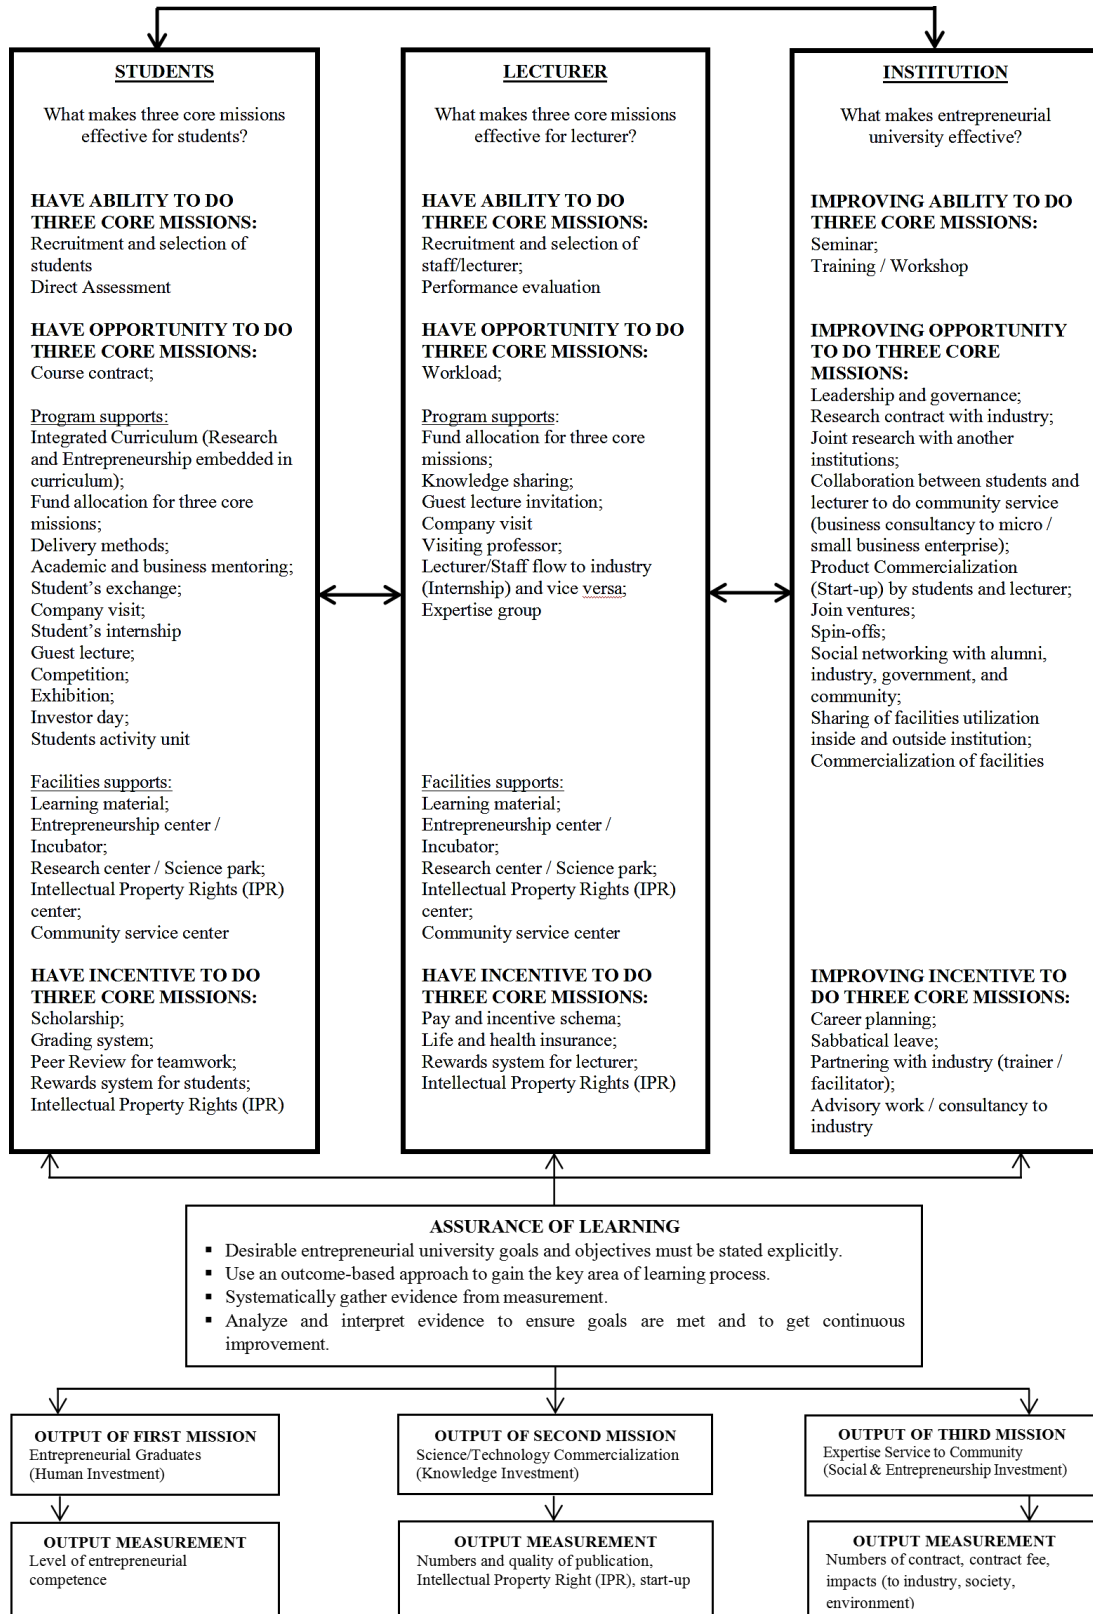 STUDENTS
What makes three core missions
effective for students?
HAVE ABILITY TO DO
THREE CORE MISSIONS:
Recruitment and selection of
students
Direct Assessment
HAVE OPPORTUNITY TO DO
THREE CORE MISSIONS:
Course contract;
Program supports:
Integrated Curriculum (Research
and Entrepreneurship embedded in
curriculum);
Fund allocation for three core
missions;
Delivery methods;
Academic and business mentoring;
Student’s exchange;
Company visit;
Student’s internship
Guest lecture;
Competition;
Exhibition;
Investor day;
Students activity unit
Facilities supports:
Learning material;
Entrepreneurship center /
Incubator;
Research center / Science park;
Intellectual Property Rights (IPR)
center;
Community service center
HAVE INCENTIVE TO DO
THREE CORE MISSIONS:
Scholarship;
Grading system;
Peer Review for teamwork;
Rewards system for students;
Intellectual Property Rights (IPR)
LECTURER
What makes three core missions
effective for lecturer?
HAVE ABILITY TO DO
THREE CORE MISSIONS:
Recruitment and selection of
staff/lecturer;
Performance evaluation
HAVE OPPORTUNITY TO DO
THREE CORE MISSIONS:
Workload;
Program supports:
Fund allocation for three core
missions;
Knowledge sharing;
Guest lecture invitation;
Company visit
Visiting professor;
Lecturer/Staff flow to industry
(Internship) and vice versa;
Expertise group
Facilities supports:
Learning material;
Entrepreneurship center /
Incubator;
Research center / Science park;
Intellectual Property Rights (IPR)
center;
Community service center
HAVE INCENTIVE TO DO
THREE CORE MISSIONS:
Pay and incentive schema;
Life and health insurance;
Rewards system for lecturer;
Intellectual Property Rights (IPR)
INSTITUTION
What makes entrepreneurial
university effective?
IMPROVING ABILITY TO DO
THREE CORE MISSIONS:
Seminar;
Training / Workshop
IMPROVING OPPORTUNITY
TO DO THREE CORE
MISSIONS:
Leadership and governance;
Research contract with industry;
Joint research with another
institutions;
Collaboration between students and
lecturer to do community service
(business consultancy to micro /
small business enterprise);
Product Commercialization
(Start-up) by students and lecturer;
Join ventures;
Spin-offs;
Social networking with alumni,
industry, government, and
community;
Sharing of facilities utilization
inside and outside institution;
Commercialization of facilities
IMPROVING INCENTIVE TO
DO THREE CORE MISSIONS:
Career planning;
Sabbatical leave;
Partnering with industry (trainer /
facilitator);
Advisory work / consultancy to
industry
ASSURANCE OF LEARNING
▪ Desirable entrepreneurial university goals and objectives must be stated explicitly.
▪ Use an outcome-based approach to gain the key area of learning process.
▪ Systematically gather evidence from measurement.
▪ Analyze and interpret evidence to ensure goals are met and to get continuous
improvement.
OUTPUT OF FIRST MISSION
Entrepreneurial Graduates
(Human Investment)
OUTPUT OF SECOND MISSION
Science/Technology Commercialization
(Knowledge Investment)
OUTPUT OF THIRD MISSION
Expertise Service to Community
(Social & Entrepreneurship Investment)
OUTPUT MEASUREMENT
Level of entrepreneurial
competence
OUTPUT MEASUREMENT
Numbers and quality of publication,
Intellectual Property Right (IPR), start-up
OUTPUT MEASUREMENT
Numbers of contract, contract fee,
impacts (to industry, society,
environment)